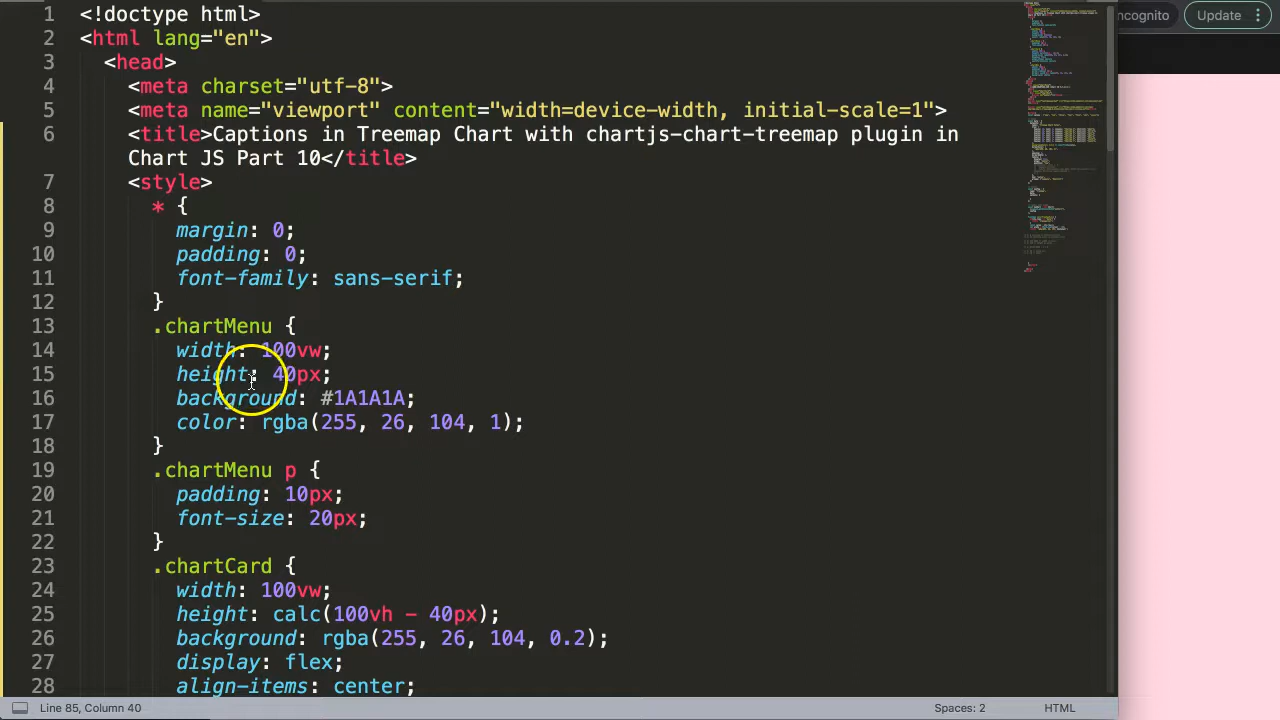 1 <!doctype html>
2 <html lang="en">
3 <head>
4 <meta charset="utf-8">
5 <meta name="viewport" content="width=device-width, initial-scale=1">
6 <title>Captions in Treemap Chart with chartjs-chart-treemap plugin in
Chart JS Part 10</title>
7 <style>
8 * {
9 margin: 0;
10 padding: 0;
11 font-family: sans-serif;
12 }
13 .chartMenu {
14 width: 100vw;
15 height: 40px;
16 background: #1A1A1A;
17 color: rgba(255, 26, 104, 1);
18 }
19 .chartMenu p {
20 padding: 10px;
21 font-size: 20px;
22 }
23 .chartCard {
24 width: 100vw;
25 height: calc(100vh - 40px);
26 background: rgba(255, 26, 104, 0.2);
27 display: flex;
28 align-items: center;
Line 85, Column 40
Spaces: 2
HTML
Update